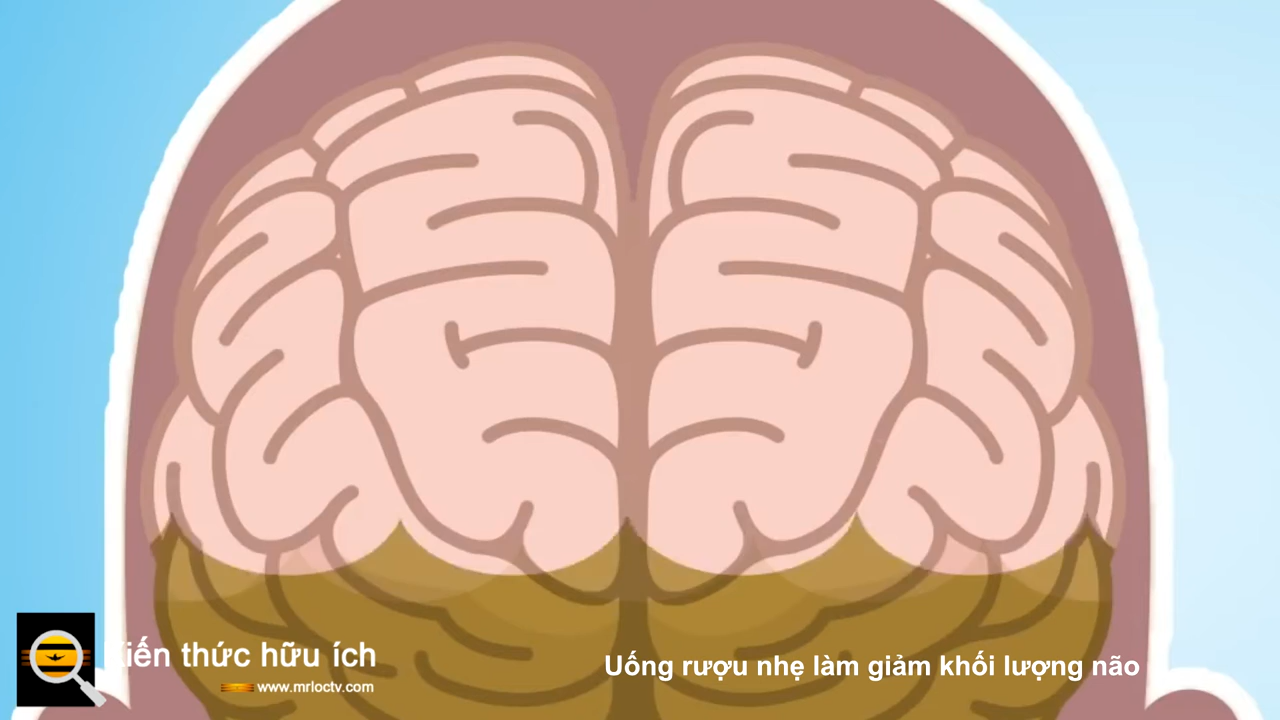 Kiến thức hữu ích
www.mrloctv.com
Uống rượu nhẹ làm giảm khối lượng não